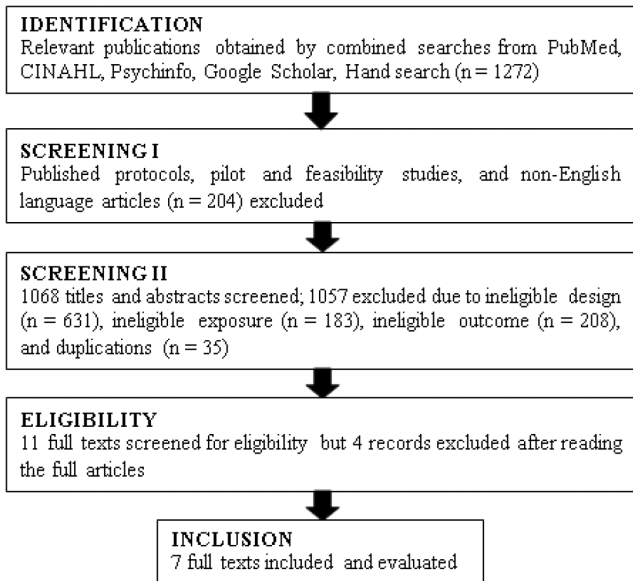 IDENTIFICATION
Relevant publications obtained by combined searches from PubMed,
CINAHL, Psychinfo, Google Scholar, Hand search (n = 1272)
SCREENING I
Published protocols, pilot and feasibility studies, and non-English
language articles (n = 204) excluded
SCREENING II
1068 titles and abstracts screened; 1057 excluded due to ineligible design
(n = 631), ineligible exposure (n = 183), ineligible outcome (n = 208),
and duplications (n = 35)
ELIGIBILITY
11 full texts screened for eligibility but 4 records excluded after reading
the full articles
INCLUSION
7 full texts included and evaluated